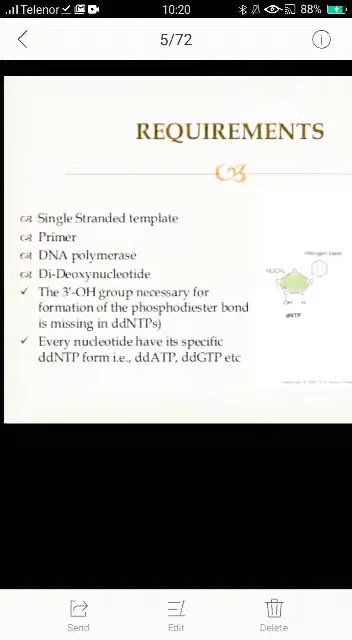 Telenor 10:20 88%
5/72
REQUIREMENTS
Single Stranded template
Primer
DNA polymerase
Di-Deoxynucleotide
✓ The 3'-OH group necessary for
formation of the phosphodiester bond
is missing in ddNTPs)
✓ Every nucleotide have its specific
ddNTP form i.e., ddATP, ddGTP etc
Nitrogen base
HOCH₂
OH H
dNTP
Send Edit Delete